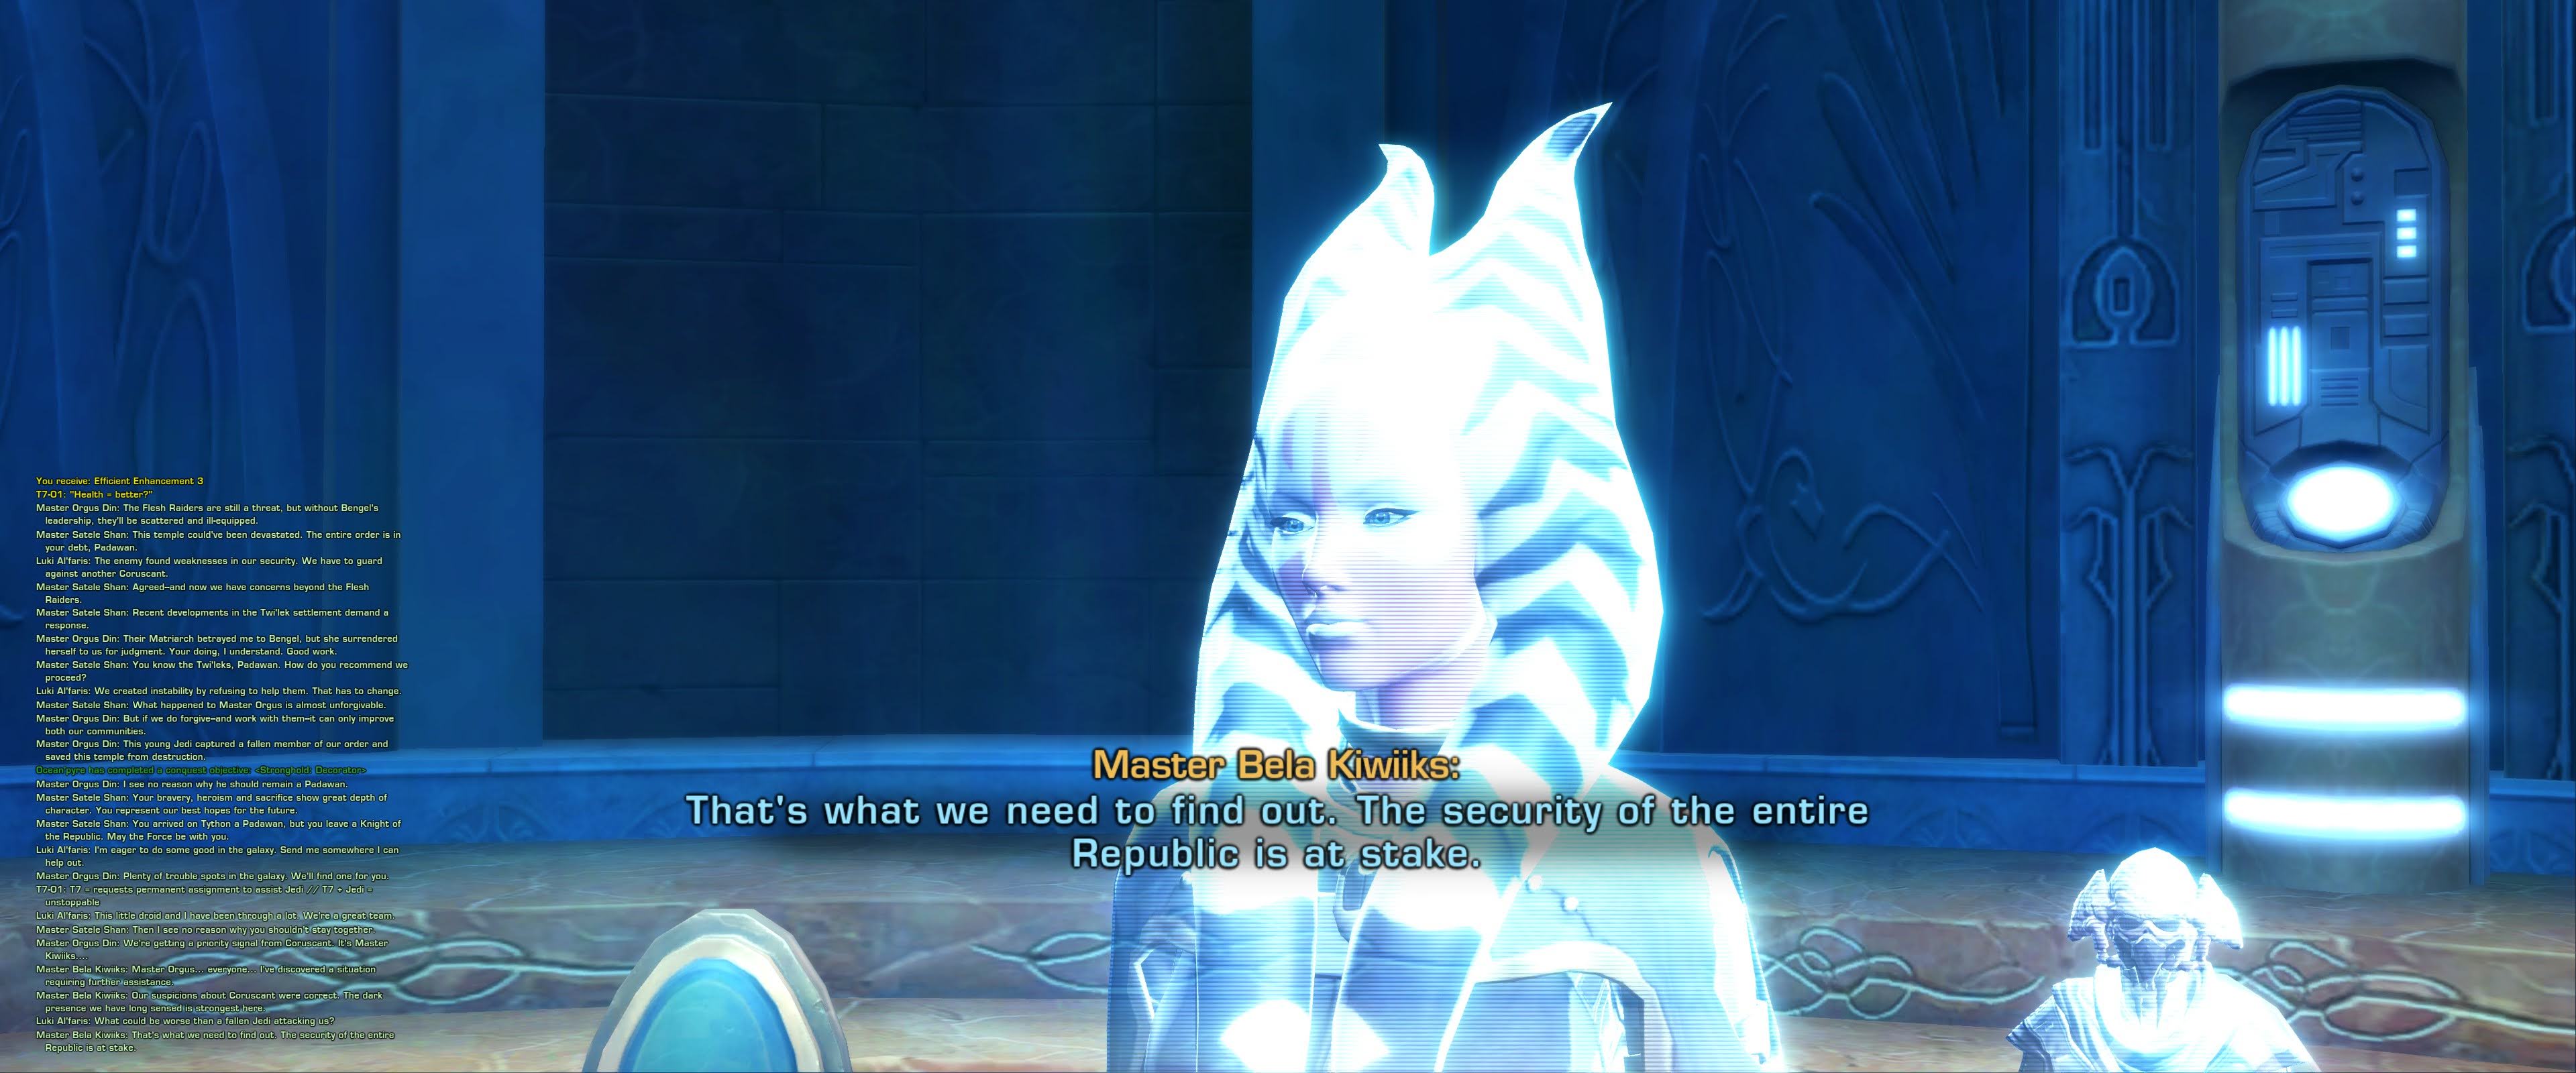 You receive: Efficient Enhancement 3
T7-01: "Health = better?"
Master Orgus Din: The Flesh Raiders are still a threat, but without Bengel's
leadership, they'll be scattered and ill-equipped.
Master Satele Shan: This temple could've been devastated. The entire order is in
your debt, Padawan.
Luki Al'faris: The enemy found weaknesses in our security. We have to guard
against another Coruscant.
Master Satele Shan: Agreed—and now we have concerns beyond the Flesh
Raiders.
Master Satele Shan: Recent developments in the Twi'lek settlement demand a
response.
Master Orgus Din: Their Matriarch betrayed me to Bengel, but she surrendered
herself to us for judgment. Your doing, I understand. Good work.
Master Satele Shan: You know the Twi'leks, Padawan. How do you recommend we
proceed?
Luki Al'faris: We created instability by refusing to help them. That has to change.
Master Satele Shan: What happened to Master Orgus is almost unforgivable.
Master Orgus Din: But if we do forgive—and work with them—it can only improve
both our communities.
Master Orgus Din: This young Jedi captured a fallen member of our order and
saved this temple from destruction.
Ocean'pyre has completed a conquest objective: <Stronghold: Decorator>
Master Orgus Din: I see no reason why he should remain a Padawan.
Master Satele Shan: Your bravery, heroism and sacrifice show great depth of
character. You represent our best hopes for the future.
Master Satele Shan: You arrived on Tython a Padawan, but you leave a Knight of
the Republic. May the Force be with you.
Luki Al'faris: I'm eager to do some good in the galaxy. Send me somewhere I can
help out.
Master Orgus Din: Plenty of trouble spots in the galaxy. We'll find one for you.
T7-01: T7 = requests permanent assignment to assist Jedi // T7 + Jedi =
unstoppable
Luki Al'faris: This little droid and I have been through a lot. We're a great team.
Master Satele Shan: Then I see no reason why you shouldn't stay together.
Master Orgus Din: We're getting a priority signal from Coruscant. It's Master
Kiwiiks....
Master Bela Kiwiiks: Master Orgus... everyone... I've discovered a situation
requiring further assistance.
Master Bela Kiwiiks: Our suspicions about Coruscant were correct. The dark
presence we have long sensed is strongest here
Luki Al'faris: What could be worse than a fallen Jedi attacking us?
Master Bela Kiwiiks: That's what we need to find out. The security of the entire
Republic is at stake.
Master Bela Kiwiiks:
That's what we need to find out. The security of the entire
Republic is at stake.